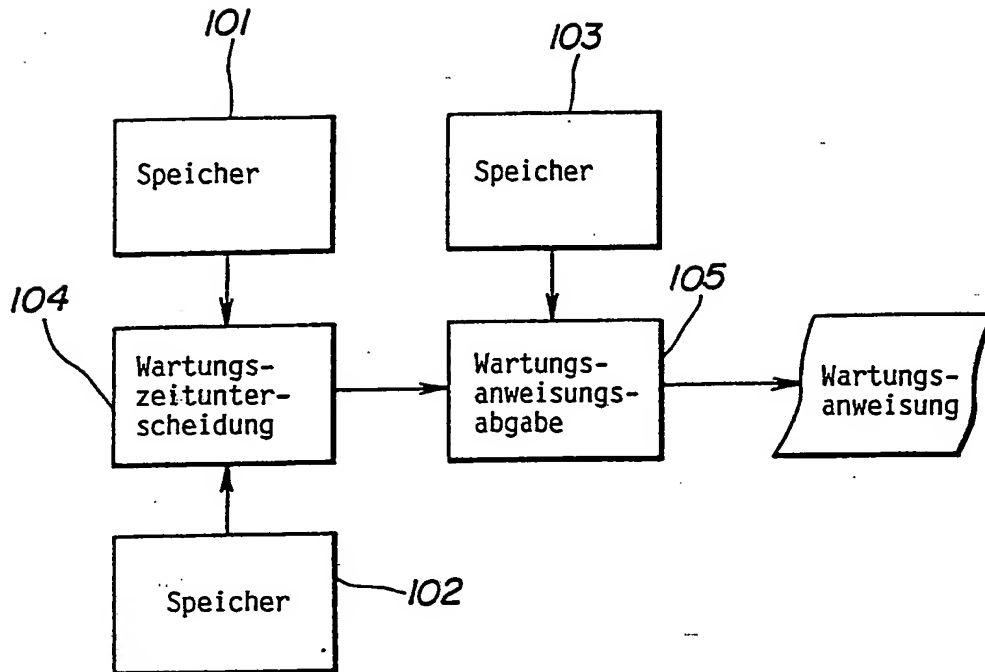 101
103
Speicher
Speicher
104
105
Wartungs-
zeitunter-
scheidung
Wartungs-
anweisungs-
abgabe
Wartungs-
anweisung
Speicher
102